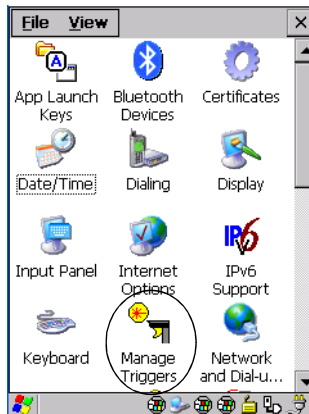 File View
App Launch Keys
Bluetooth Devices
Certificates
Date/Time
Dialing
Display
Input Panel
Internet Options
IPv6
IPv6 Support
Keyboard
Manage Triggers
Network and Dial-u...